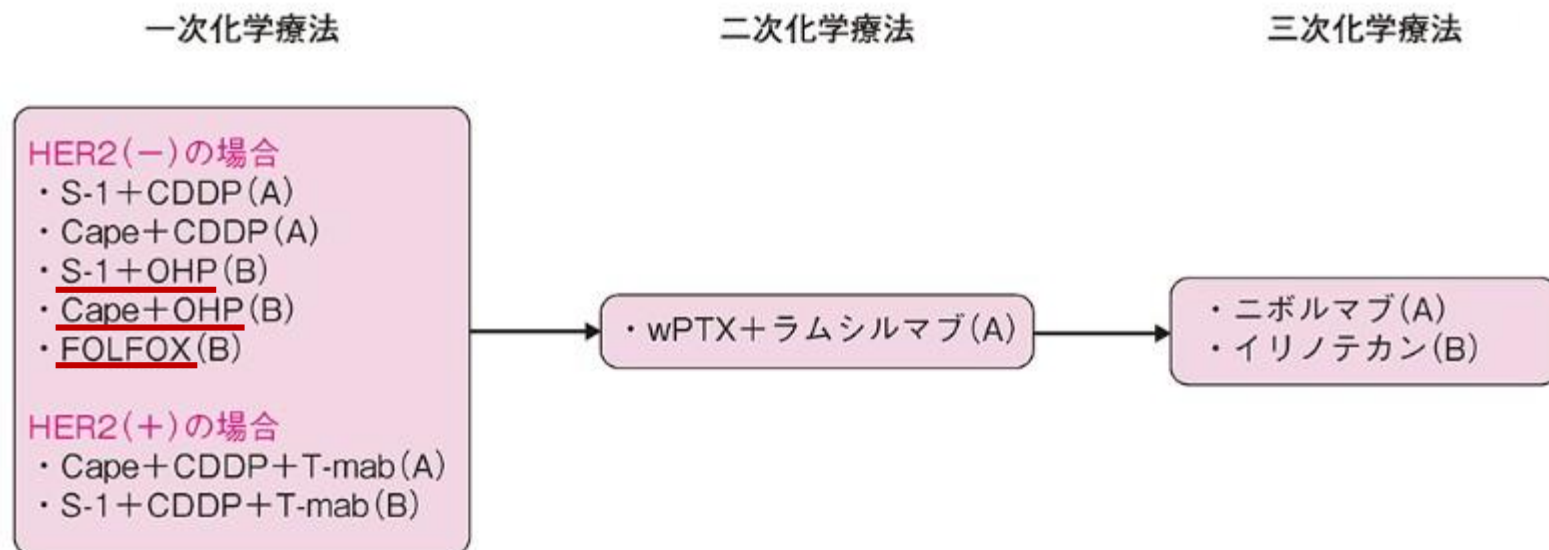 一次化学療法
二次化学療法
三次化学療法
HER2(－)の場合
・S-1＋CDDP(A)
・Cape＋CDDP(A)
・S-1＋OHP(B)
・Cape＋OHP(B)
・FOLFOX(B)
HER2(＋)の場合
・Cape＋CDDP＋T-mab(A)
・S-1＋CDDP＋T-mab(B)
・wPTX＋ラムシルマブ(A)
・ニボルマブ(A)
・イリノテカン(B)